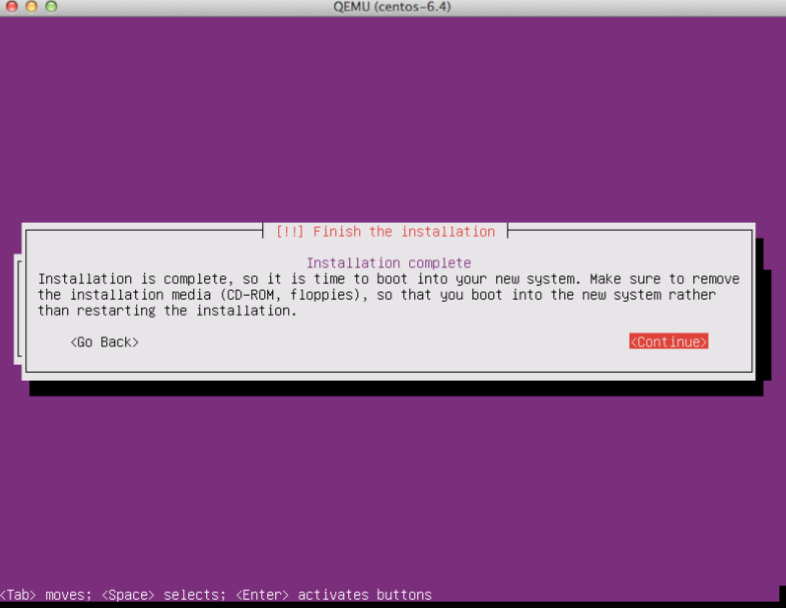 QEMU (centos-6.4)
[!!] Finish the installation
Installation complete
Installation is complete, so it is time to boot into your new system. Make sure to remove
the installation media (CD-ROM, floppies), so that you boot into the new system rather
than restarting the installation.
<Go Back> <Continue>
<Tab> moves; <Space> selects; <Enter> activates buttons